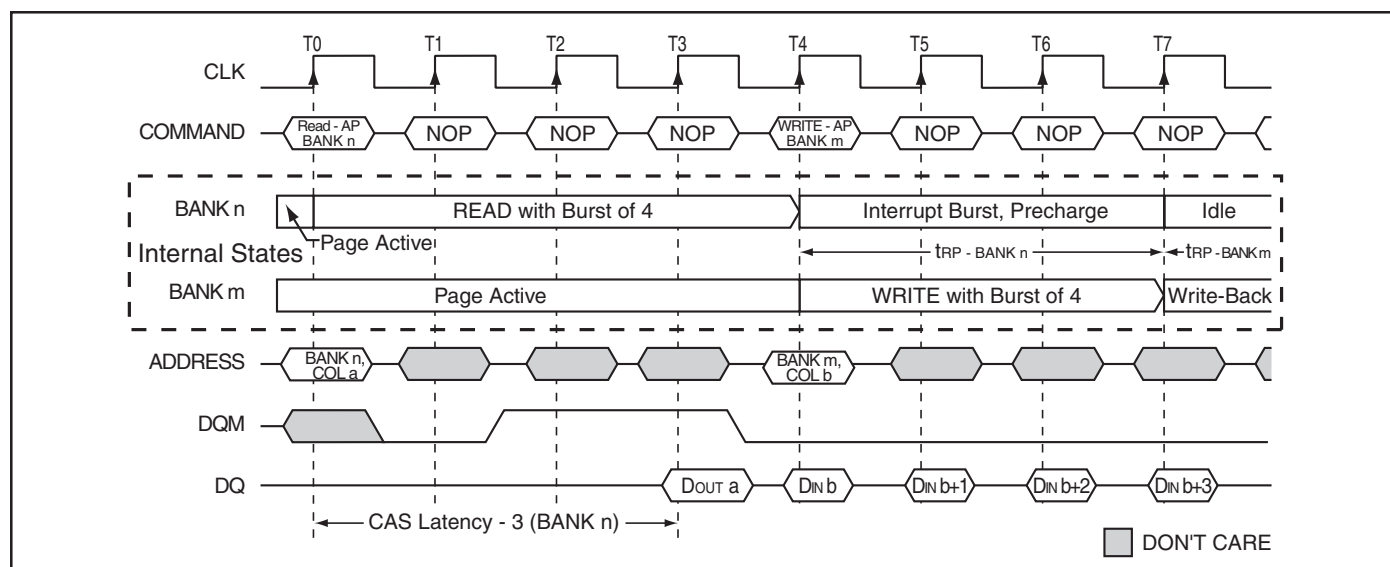 T0 T1 T2 T3 T4 T5 T6 T7
CLK
COMMAND Read - AP BANK n NOP NOP NOP WRITE - AP BANK m NOP NOP NOP
BANK n READ with Burst of 4 Interrupt Burst, Precharge Idle
Page Active
Internal States tRP - BANK n tRP - BANK m
BANK m Page Active WRITE with Burst of 4 Write-Back
ADDRESS BANK n, COL a BANK m, COL b
DQM
DQ DOUT a DIN b DIN b+1 DIN b+2 DIN b+3
CAS Latency - 3 (BANK n)
DON'T CARE